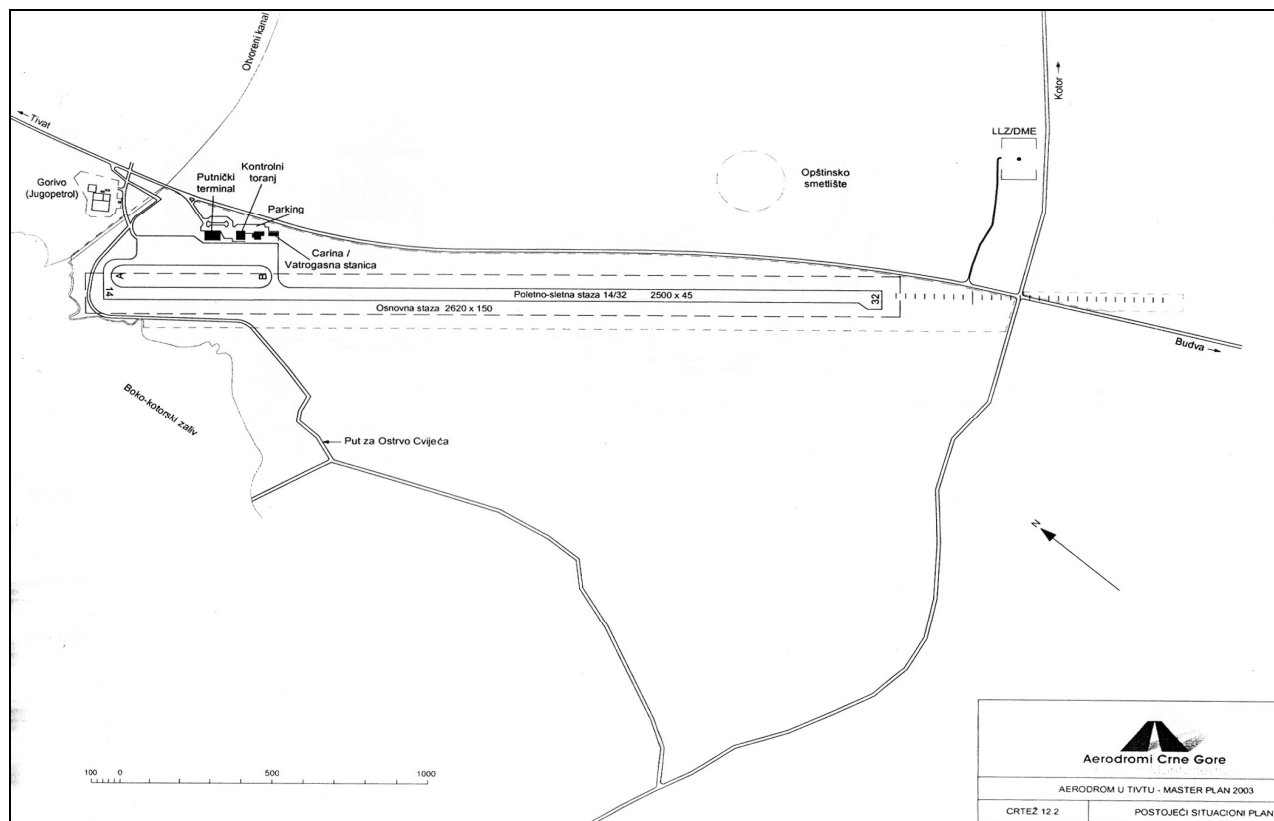 Otvoreni kanal
Kotor
← Tivat
LLZ/DME
Kontrolni
toranj
Putnički
terminal
Gorivo
(Jugopetrol)
Opštinsko
smetlište
Parking
Carina /
Vatrogasna stanica
A
B
14
Poletno-sletna staza 14/32 2500 x 45
32
Osnovna staza 2620 x 150
Budva
Boko-kotorski zaliv
Put za Ostrvo Cvijeća
N
100 0 500 1000
Aerodromi Crne Gore
AERODROM U TIVTU - MASTER PLAN 2003
CRTEŽ 12.2
POSTOJEĆI SITUACIONI PLAN